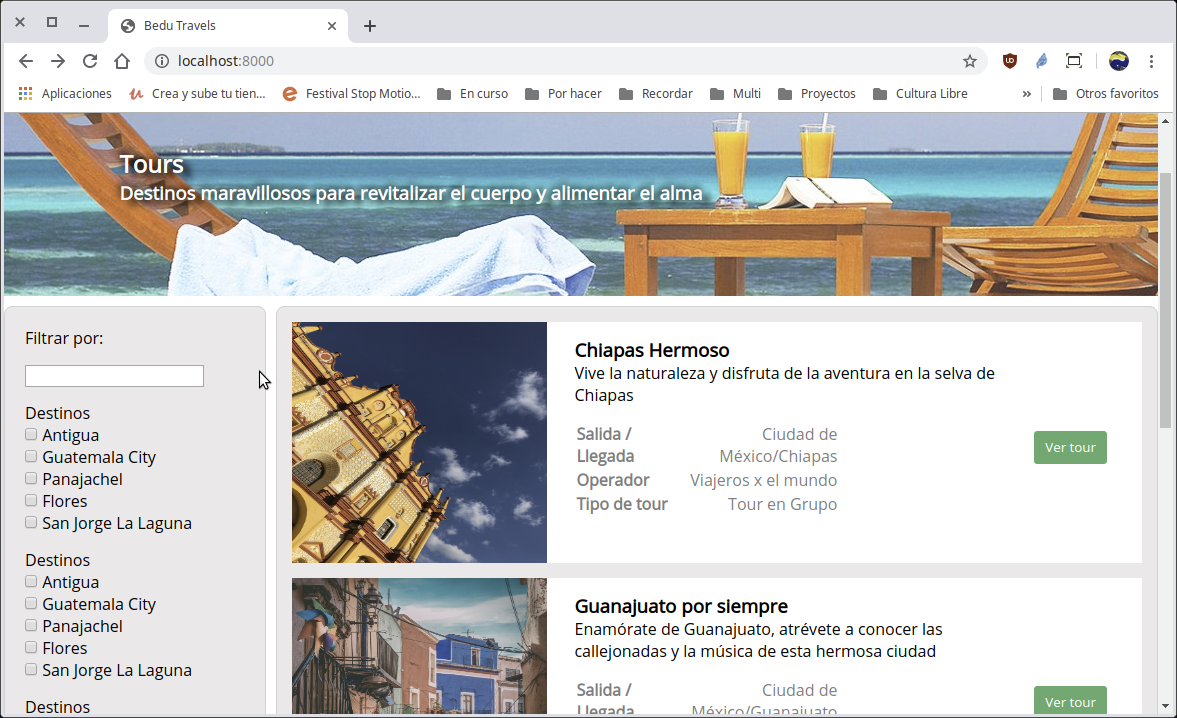 Bedu Travels
localhost:8000
Aplicaciones
Crea y sube tu tien...
Festival Stop Motio...
En curso
Por hacer
Recordar
Multi
Proyectos
Cultura Libre
»
Otros favoritos
Tours
Destinos maravillosos para revitalizar el cuerpo y alimentar el alma
Filtrar por:
Destinos
Antigua
Guatemala City
Panajachel
Flores
San Jorge La Laguna
Destinos
Antigua
Guatemala City
Panajachel
Flores
San Jorge La Laguna
Destinos
Chiapas Hermoso
Vive la naturaleza y disfruta de la aventura en la selva de
Chiapas
Salida / Ciudad de
Llegada México/Chiapas
Operador Viajeros x el mundo
Tipo de tour Tour en Grupo
Ver tour
Guanajuato por siempre
Enamórate de Guanajuato, atrévete a conocer las
callejonadas y la música de esta hermosa ciudad
Salida / Ciudad de
Llegada México/Guanajuato
Ver tour